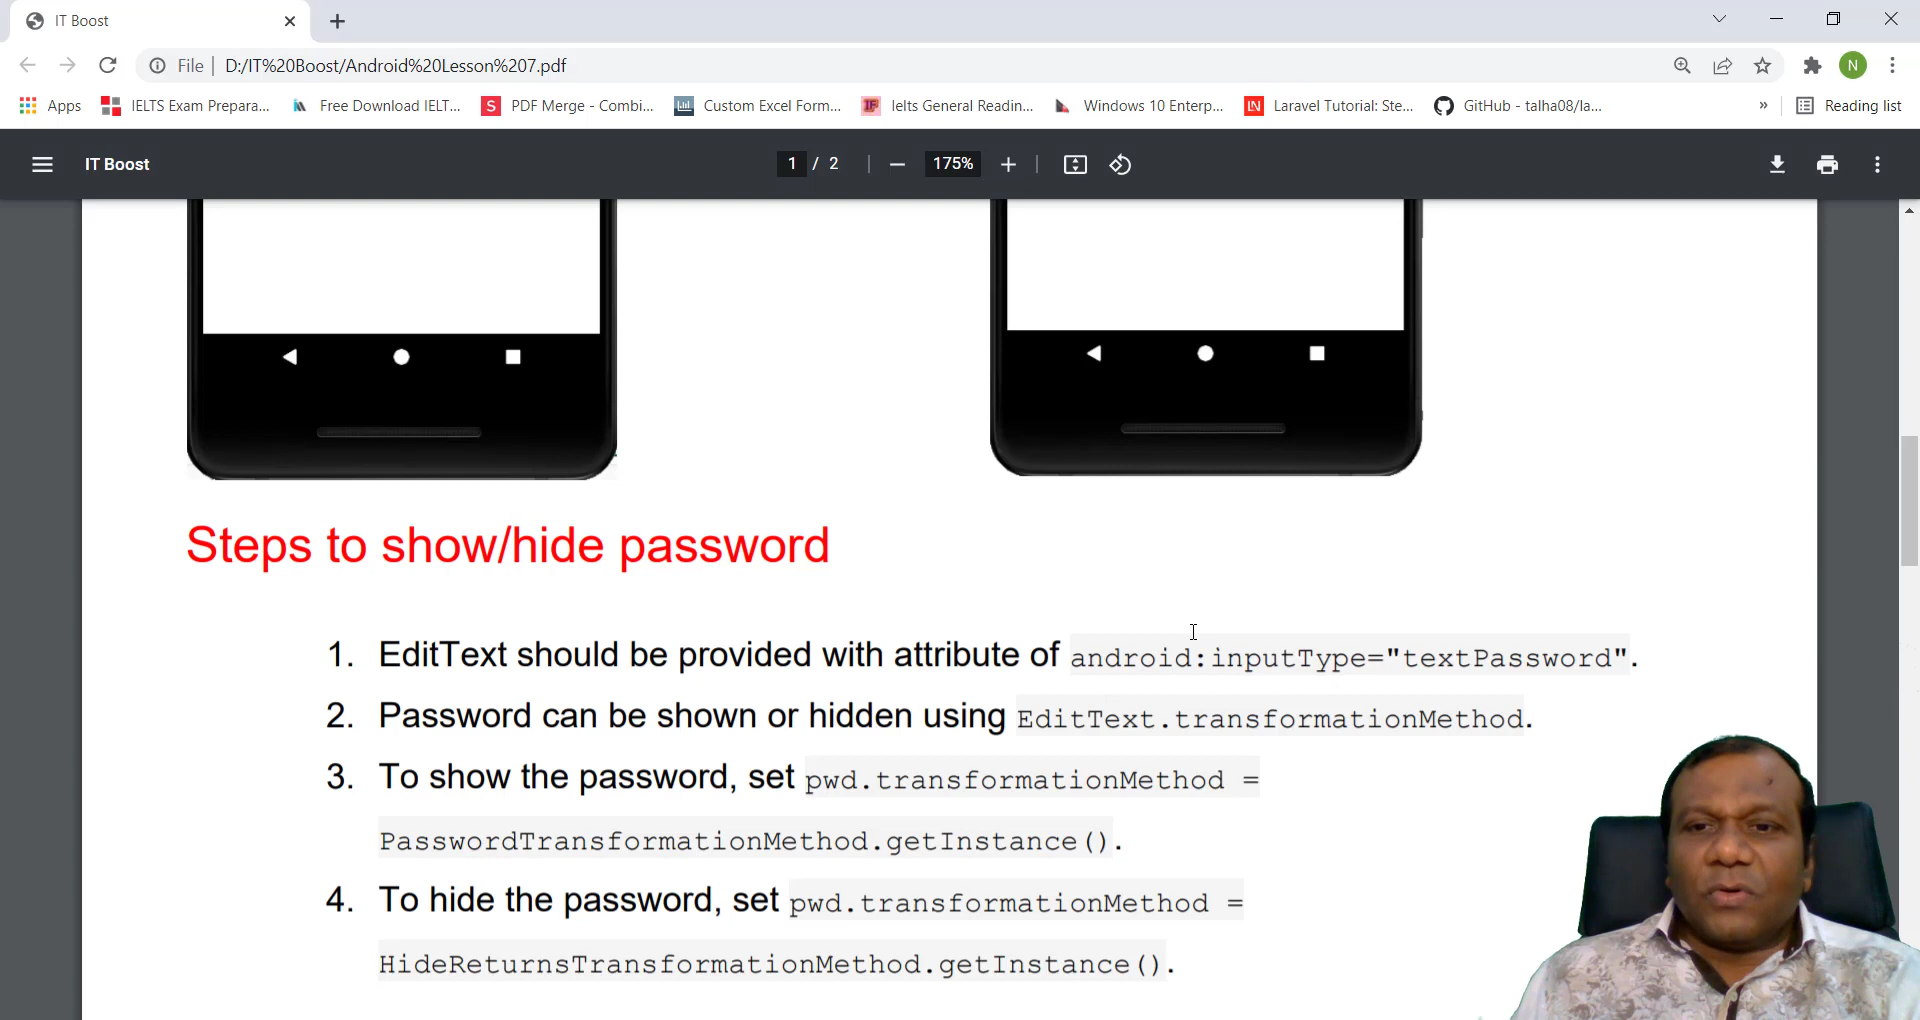 IT Boost
File | D:/IT%20Boost/Android%20Lesson%207.pdf
N
Apps IELTS Exam Prepara... Free Download IELT... S PDF Merge - Combi... Custom Excel Form... IF Ielts General Readin... Windows 10 Enterp... LN Laravel Tutorial: Ste... GitHub - talha08/la... » Reading list
IT Boost 1 / 2 175%
Steps to show/hide password
1. EditText should be provided with attribute of android:inputType="textPassword".
2. Password can be shown or hidden using EditText.transformationMethod.
3. To show the password, set pwd.transformationMethod =
PasswordTransformationMethod.getInstance().
4. To hide the password, set pwd.transformationMethod =
HideReturnsTransformationMethod.getInstance().